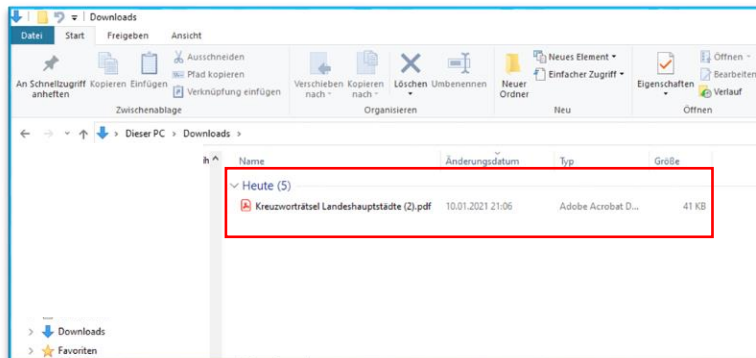 Downloads
Datei Start Freigeben Ansicht
An Schnellzugriff anheften
Kopieren
Einfügen
Ausschneiden
Pfad kopieren
Verknüpfung einfügen
Zwischenablage
Verschieben nach
Kopieren nach
Löschen
Umbenennen
Organisieren
Neuer Ordner
Neues Element
Einfacher Zugriff
Neu
Eigenschaften
Öffnen
Bearbeiten
Verlauf
Öffnen
Dieser PC > Downloads >
Name Änderungsdatum Typ Größe
Heute (5)
Kreuzworträtsel Landeshauptstädte (2).pdf 10.01.2021 21:06 Adobe Acrobat D... 41 KB
Downloads
Favoriten